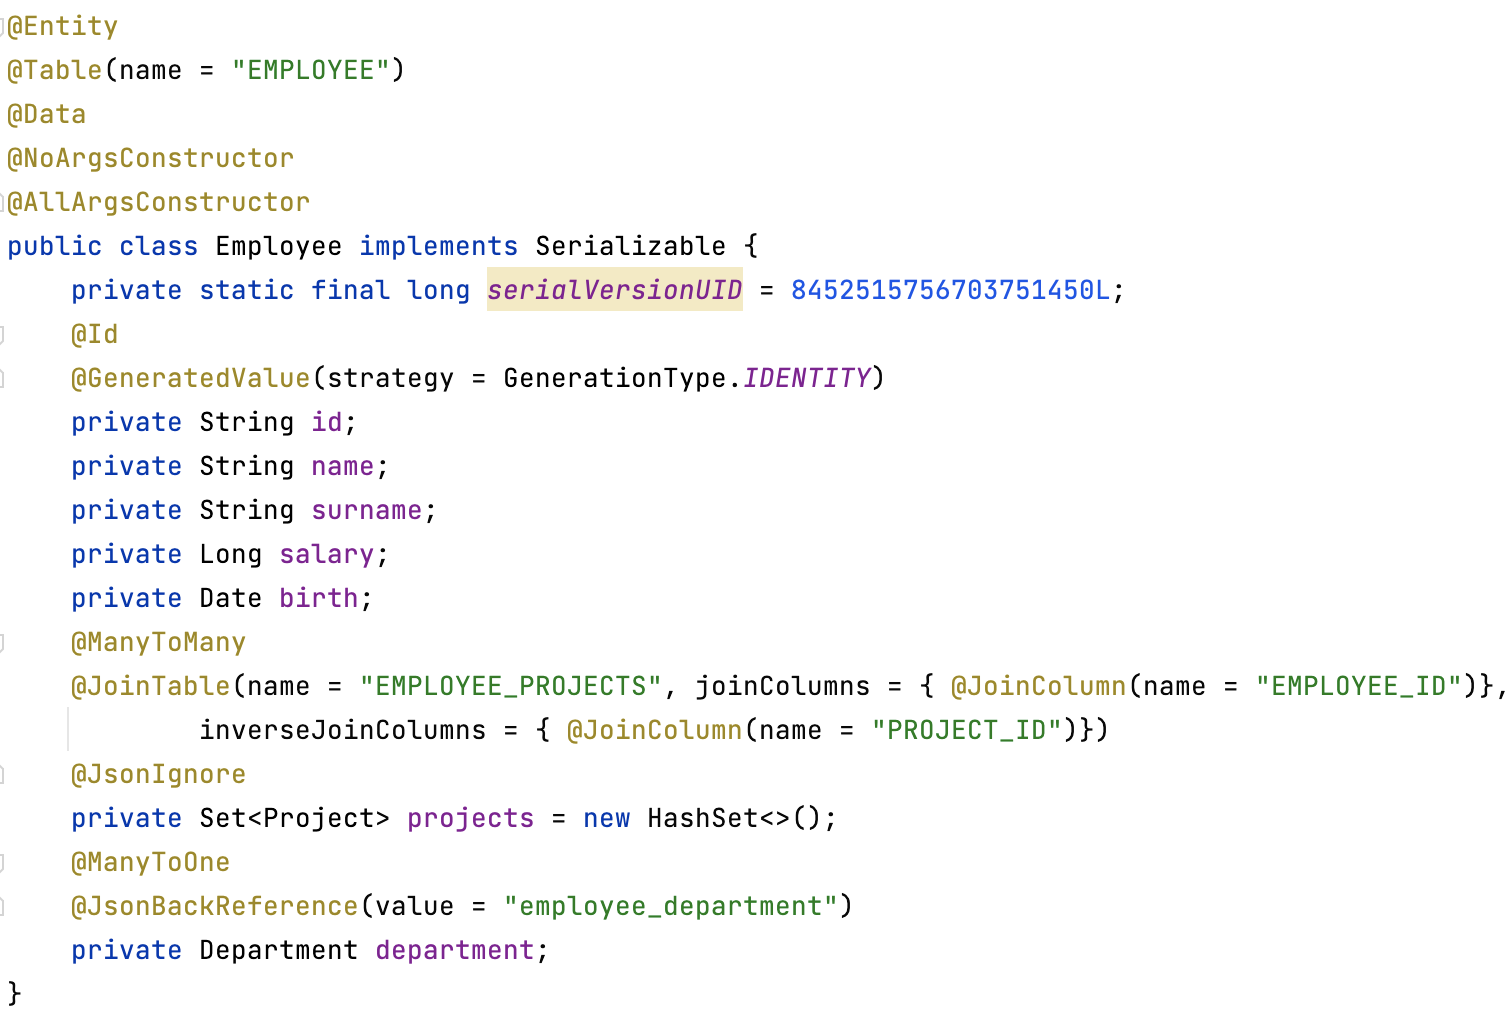 @Entity
@Table(name = "EMPLOYEE")
@Data
@NoArgsConstructor
@AllArgsConstructor
public class Employee implements Serializable {
    private static final long serialVersionUID = 8452515756703751450L;
    @Id
    @GeneratedValue(strategy = GenerationType.IDENTITY)
    private String id;
    private String name;
    private String surname;
    private Long salary;
    private Date birth;
    @ManyToMany
    @JoinTable(name = "EMPLOYEE_PROJECTS", joinColumns = { @JoinColumn(name = "EMPLOYEE_ID")},
            inverseJoinColumns = { @JoinColumn(name = "PROJECT_ID")})
    @JsonIgnore
    private Set<Project> projects = new HashSet<>();
    @ManyToOne
    @JsonBackReference(value = "employee_department")
    private Department department;
}